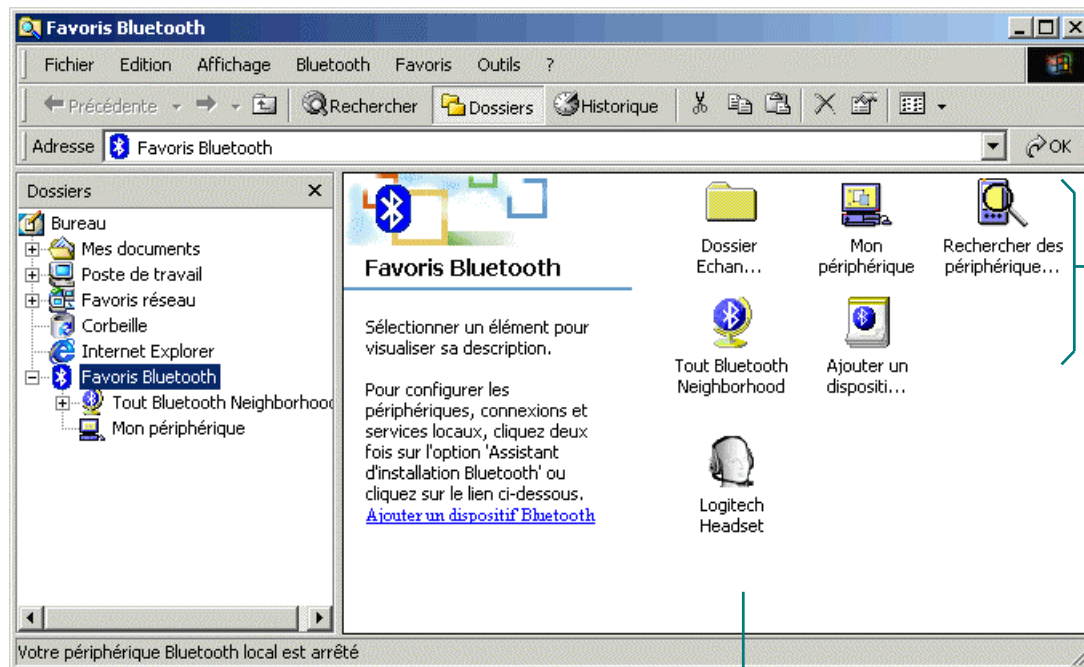 Favoris Bluetooth
Fichier Edition Affichage Bluetooth Favoris Outils ?
Précédente Rechercher Dossiers Historique
Adresse Favoris Bluetooth OK
Dossiers
Bureau
Mes documents
Poste de travail
Favoris réseau
Corbeille
Internet Explorer
Favoris Bluetooth
Tout Bluetooth Neighborhood
Mon périphérique
Favoris Bluetooth
Sélectionner un élément pour
visualiser sa description.
Pour configurer les
périphériques, connexions et
services locaux, cliquez deux
fois sur l'option 'Assistant
d'installation Bluetooth' ou
cliquez sur le lien ci-dessous.
Ajouter un dispositif Bluetooth
Dossier
Echan...
Mon
périphérique
Rechercher des
périphérique...
Tout Bluetooth
Neighborhood
Ajouter un
dispositi...
Logitech
Headset
Votre périphérique Bluetooth local est arrêté